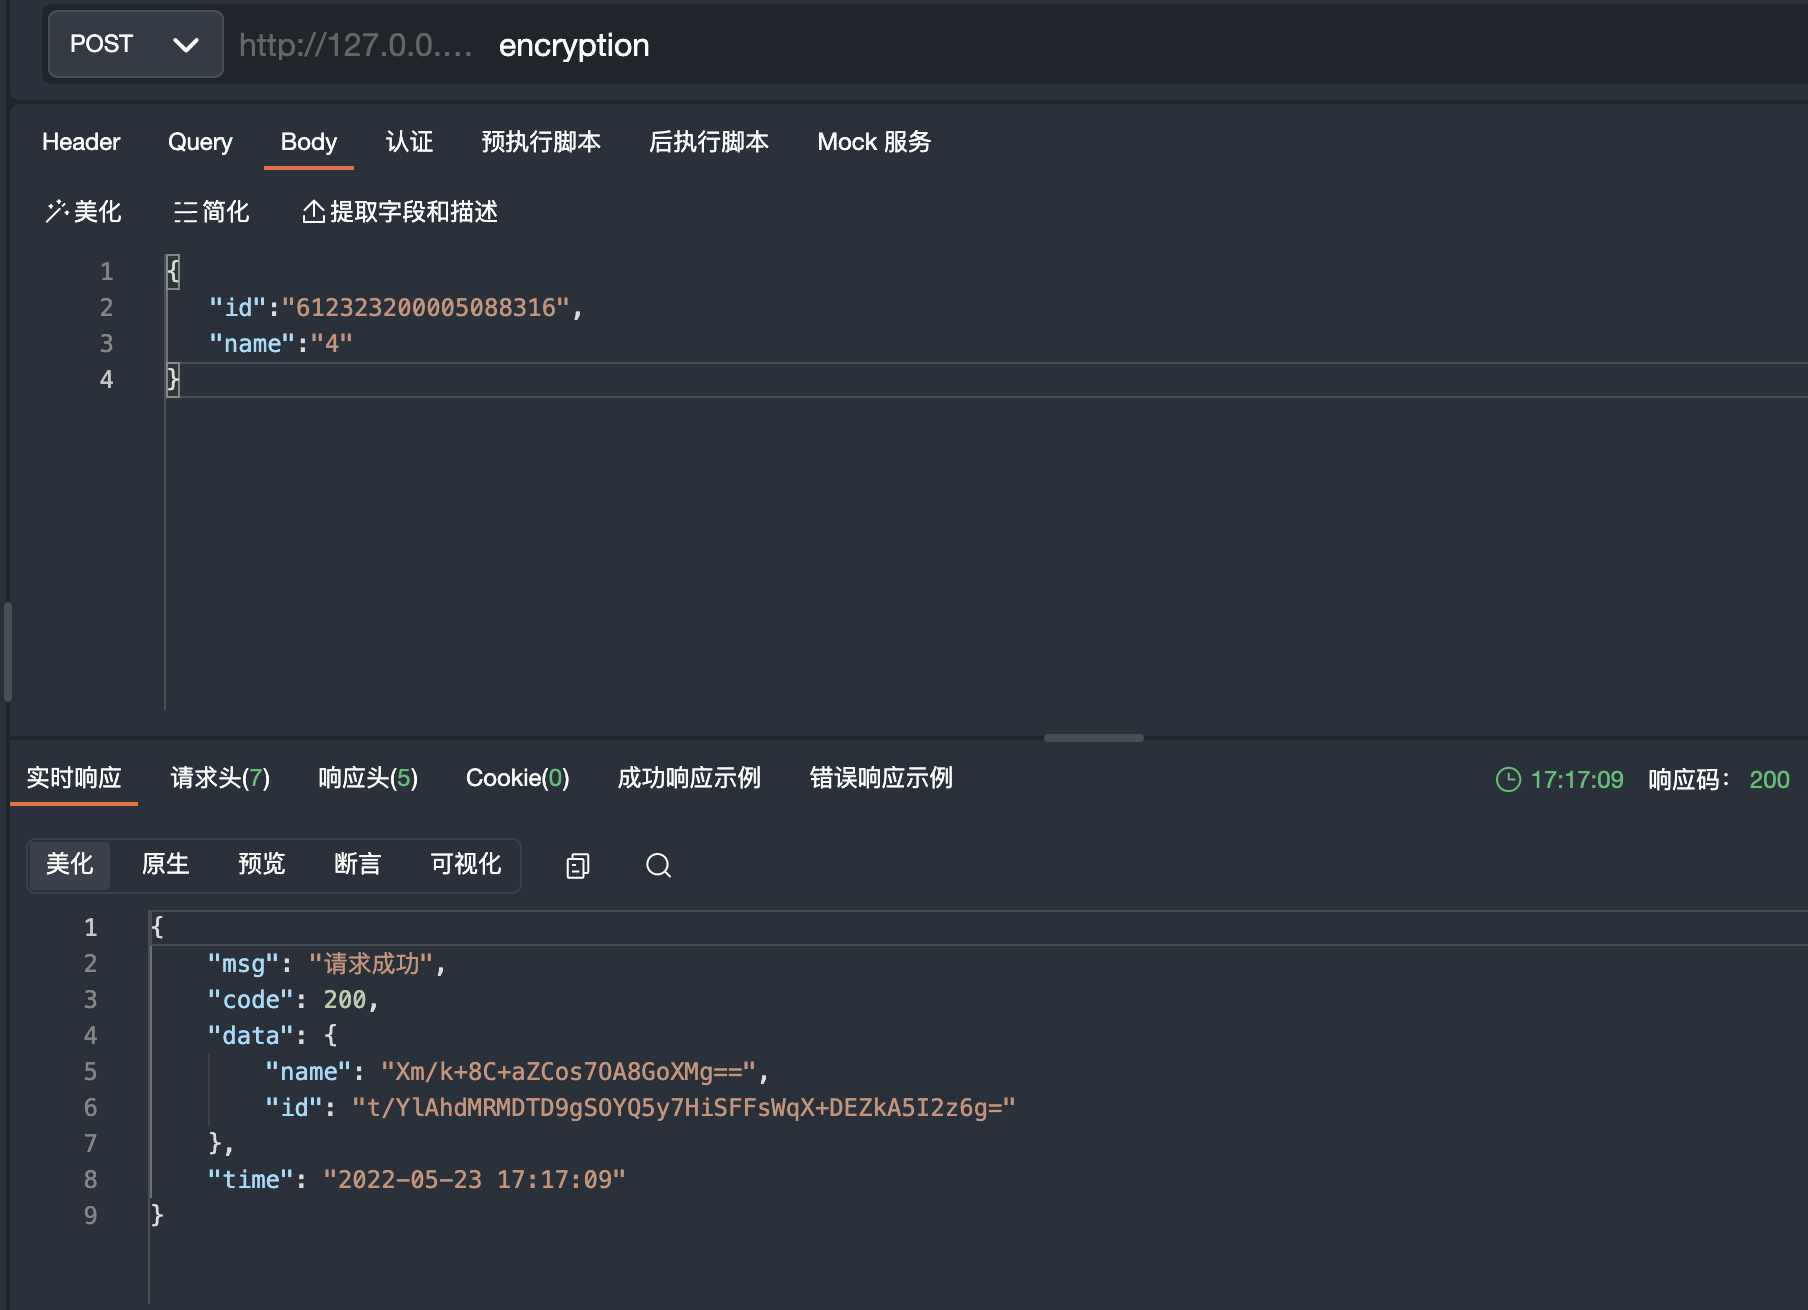 POST http://127.0.0.... encryption
Header Query Body 认证 预执行脚本 后执行脚本 Mock 服务
美化 简化 提取字段和描述
1 {
2 "id":"612323200005088316",
3 "name":"4"
4 }
实时响应 请求头(7) 响应头(5) Cookie(0) 成功响应示例 错误响应示例 17:17:09 响应码： 200
美化 原生 预览 断言 可视化
1 {
2 "msg": "请求成功",
3 "code": 200,
4 "data": {
5 "name": "Xm/k+8C+aZCos7OA8GoXMg==",
6 "id": "t/YlAhdMRMDTD9gSOYQ5y7HiSFFsWqX+DEZkA5I2z6g="
7 },
8 "time": "2022-05-23 17:17:09"
9 }